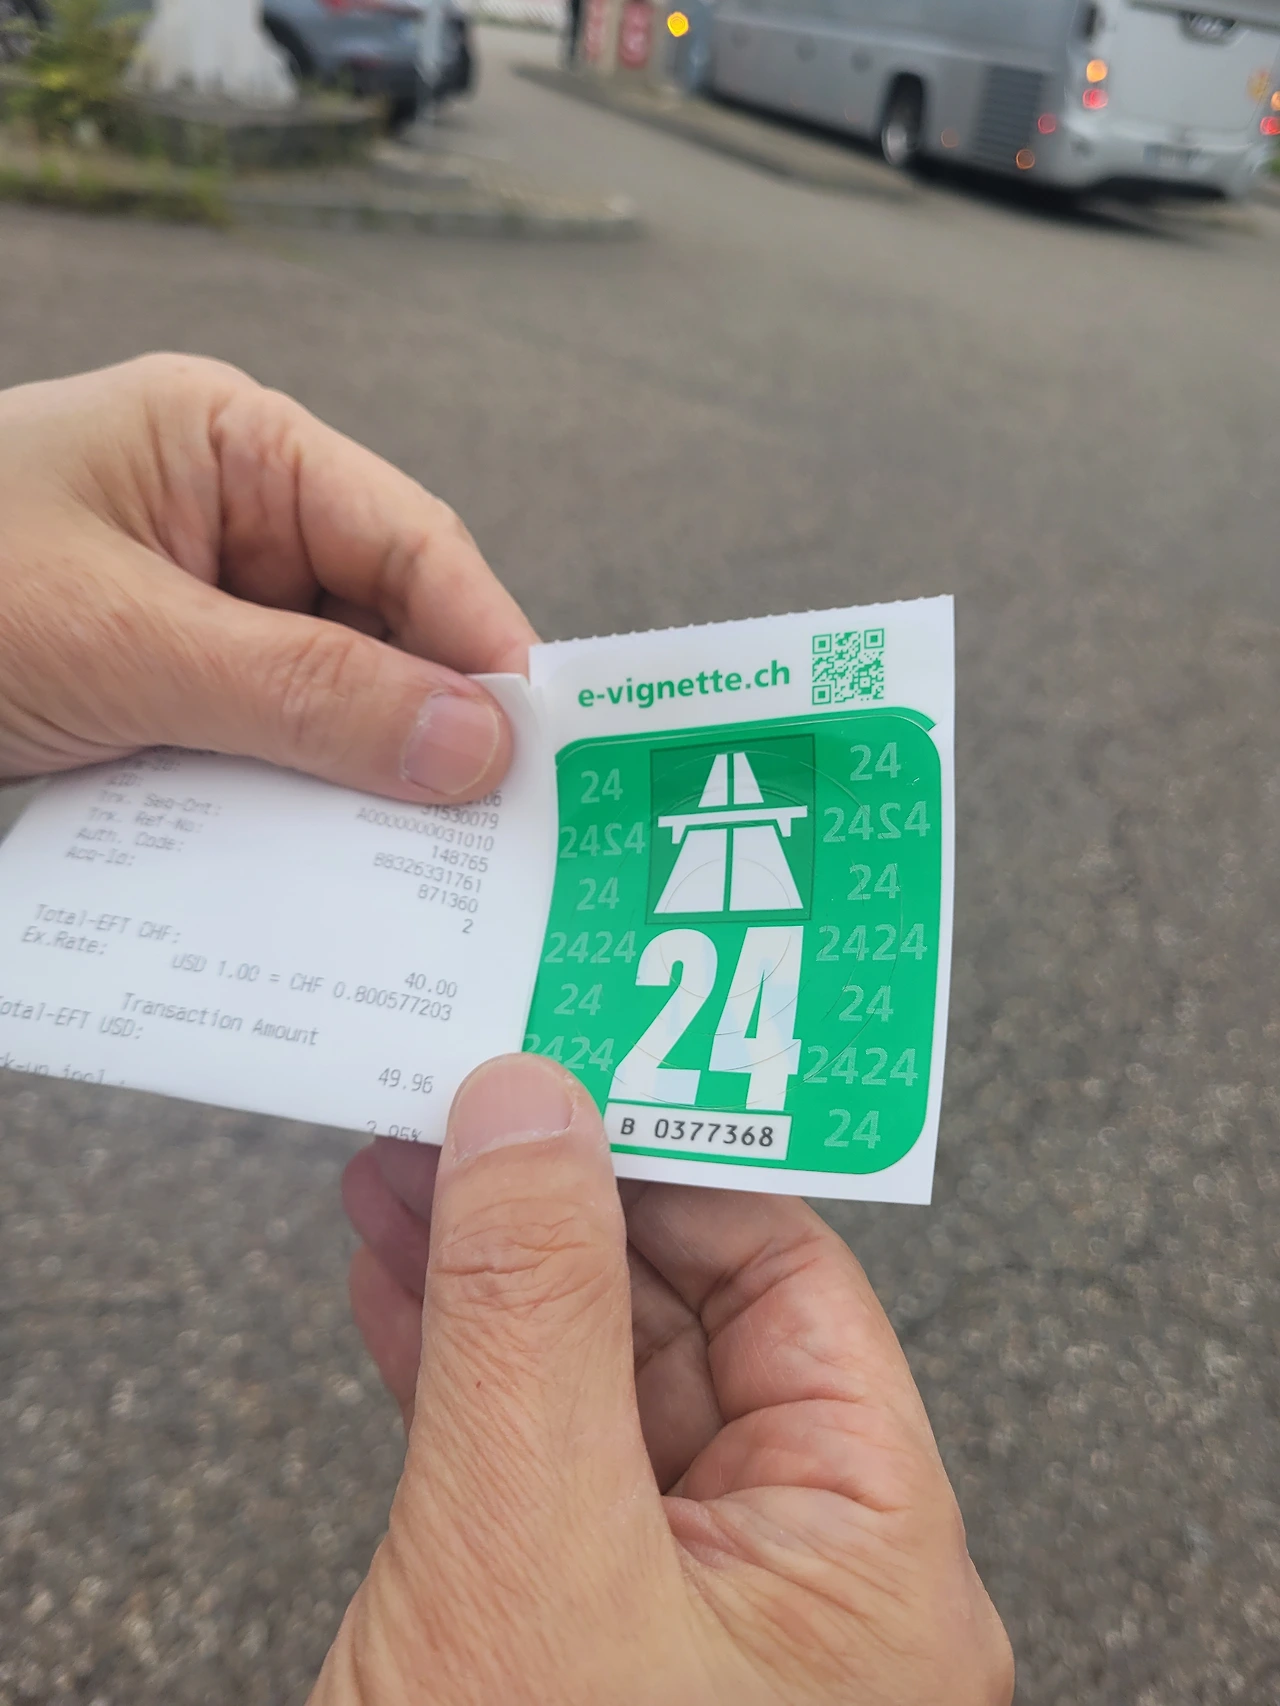 Trx. Seq-Cnt: 31530079
Trx. Ref-No: A0000000031010
Auth. Code: 148765
Acq-Id: 88326331761
871360
2
Total-EFT CHF: 40.00
Ex.Rate: USD 1.00 = CHF 0.800577203
Transaction Amount
Total-EFT USD: 49.96
e-vignette.ch
24 24
2424 2424
24 24
2424 2424
24 24
2424 2424
24
24
B 0377368